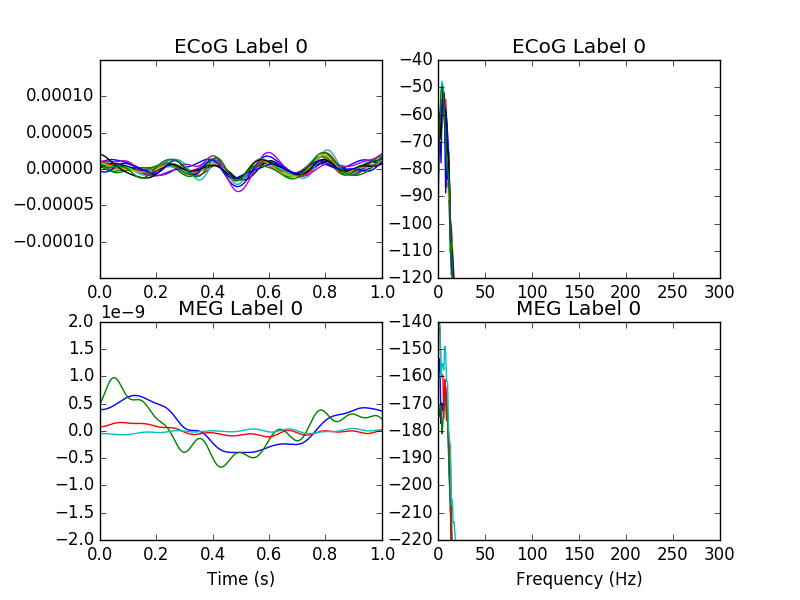 ECoG Label 0
0.00010
0.00005
0.00000
−0.00005
−0.00010
0.0 0.2 0.4 0.6 0.8 1.0
ECoG Label 0
−40
−50
−60
−70
−80
−90
−100
−110
−120
0 50 100 150 200 250 300
MEG Label 0
1e−9
2.0
1.5
1.0
0.5
0.0
−0.5
−1.0
−1.5
−2.0
0.0 0.2 0.4 0.6 0.8 1.0
Time (s)
MEG Label 0
−140
−150
−160
−170
−180
−190
−200
−210
−220
0 50 100 150 200 250 300
Frequency (Hz)